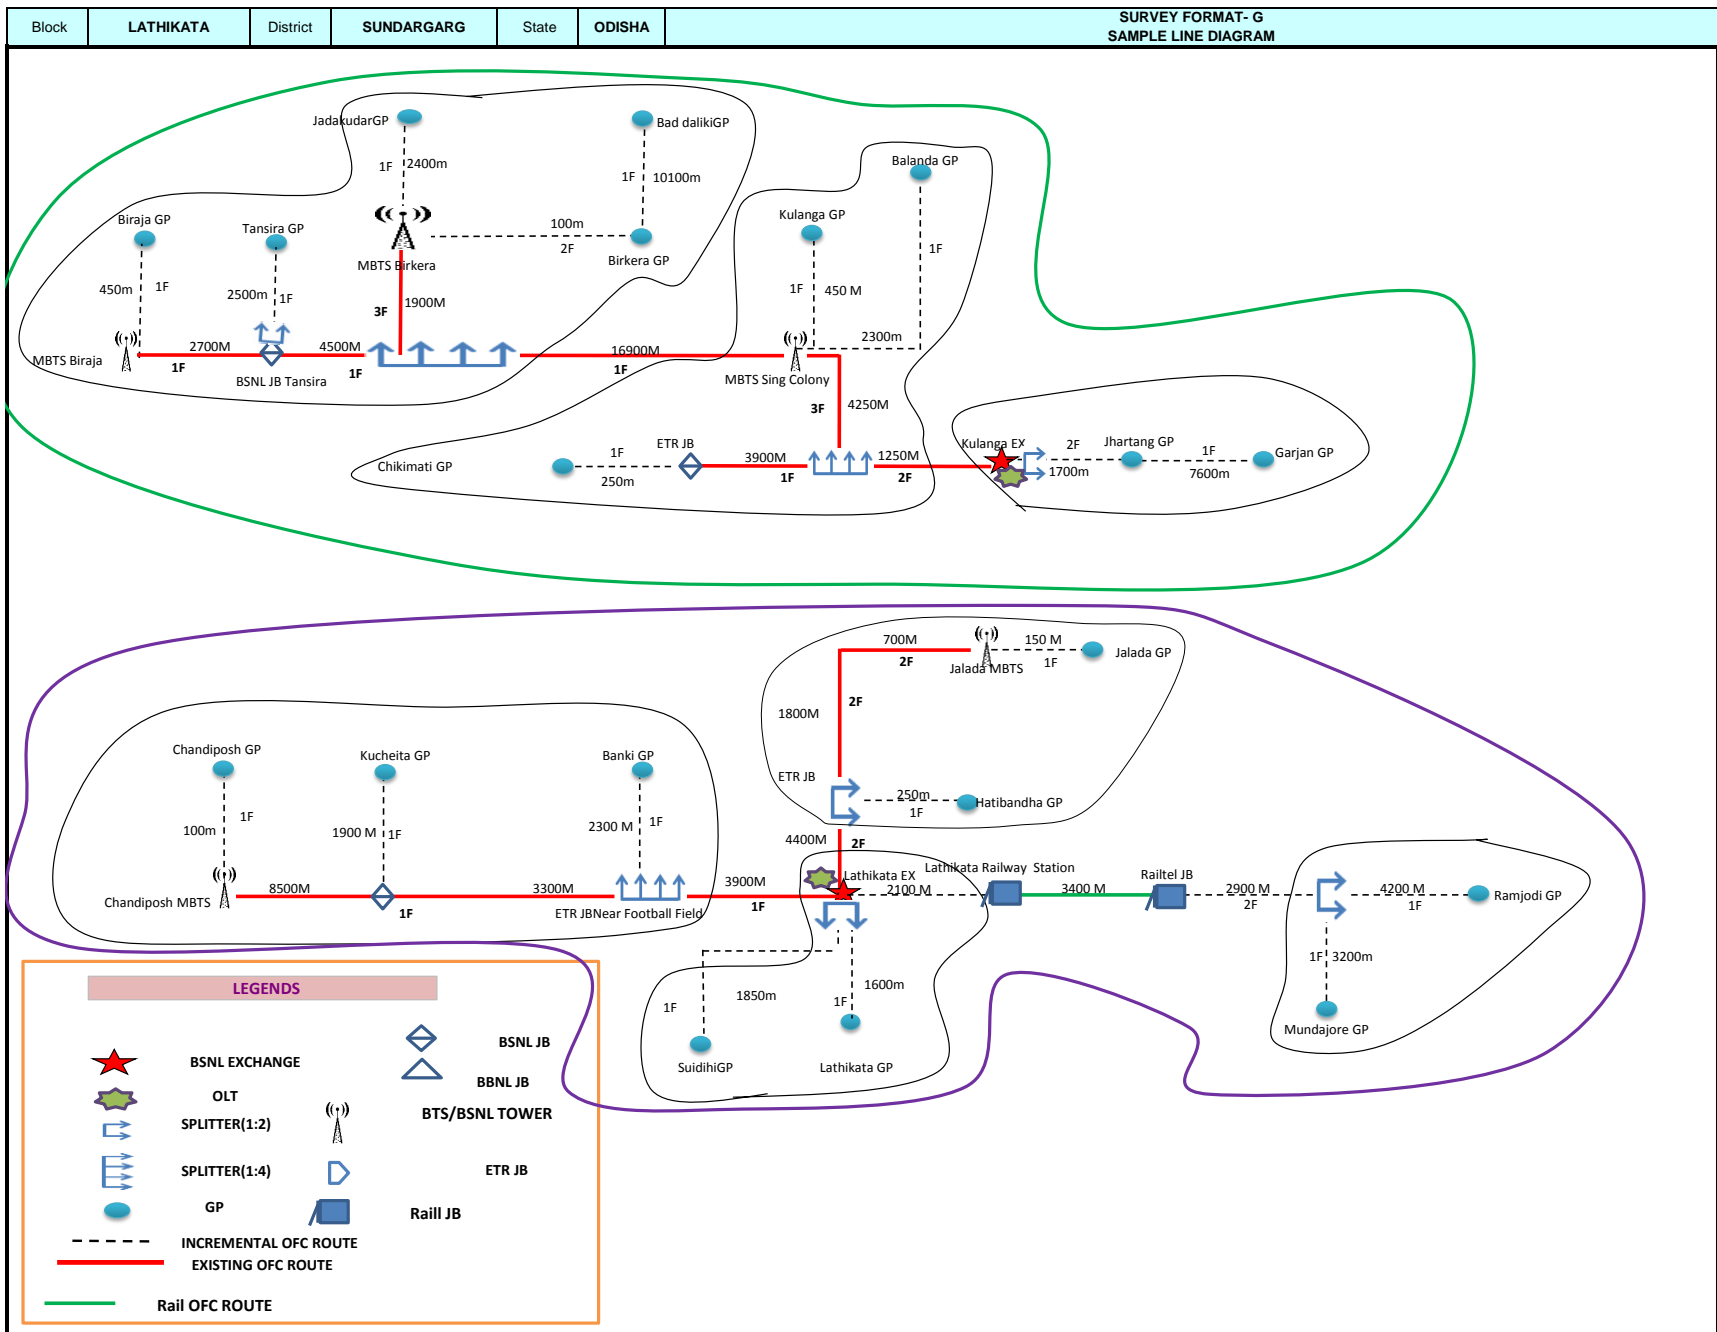 Block LATHIKATA District SUNDARGARG State ODISHA SURVEY FORMAT- G
SAMPLE LINE DIAGRAM
JadakudarGP
1F
2400m
Bad dalikiGP
1F
10100m
Balanda GP
1F
Biraja GP
450m
1F
Tansira GP
2500m
1F
MBTS Birkera
100m
2F
Birkera GP
Kulanga GP
1F
450 M
2300m
3F
1900M
MBTS Biraja
2700M
1F
BSNL JB Tansira
4500M
1F
16900M
1F
MBTS Sing Colony
3F
4250M
Chikimati GP
1F
250m
ETR JB
3900M
1F
1250M
2F
Kulanga EX
2F
1700m
Jhartang GP
1F
7600m
Garjan GP
700M
2F
Jalada MBTS
150 M
1F
Jalada GP
1800M
2F
ETR JB
250m
1F
Hatibandha GP
4400M
2F
Chandiposh GP
100m
1F
Kucheita GP
1900 M
1F
Banki GP
2300 M
1F
Chandiposh MBTS
8500M
1F
3300M
ETR JBNear Football Field
3900M
1F
Lathikata EX
2100 M
Lathikata Railway Station
3400 M
Railtel JB
2900 M
2F
4200 M
1F
Ramjodi GP
1F
3200m
Mundajore GP
1F
1850m
SuidihiGP
1F
1600m
Lathikata GP
LEGENDS
BSNL EXCHANGE
BSNL JB
OLT
BBNL JB
SPLITTER(1:2)
BTS/BSNL TOWER
SPLITTER(1:4)
ETR JB
GP
Raill JB
INCREMENTAL OFC ROUTE
EXISTING OFC ROUTE
Rail OFC ROUTE